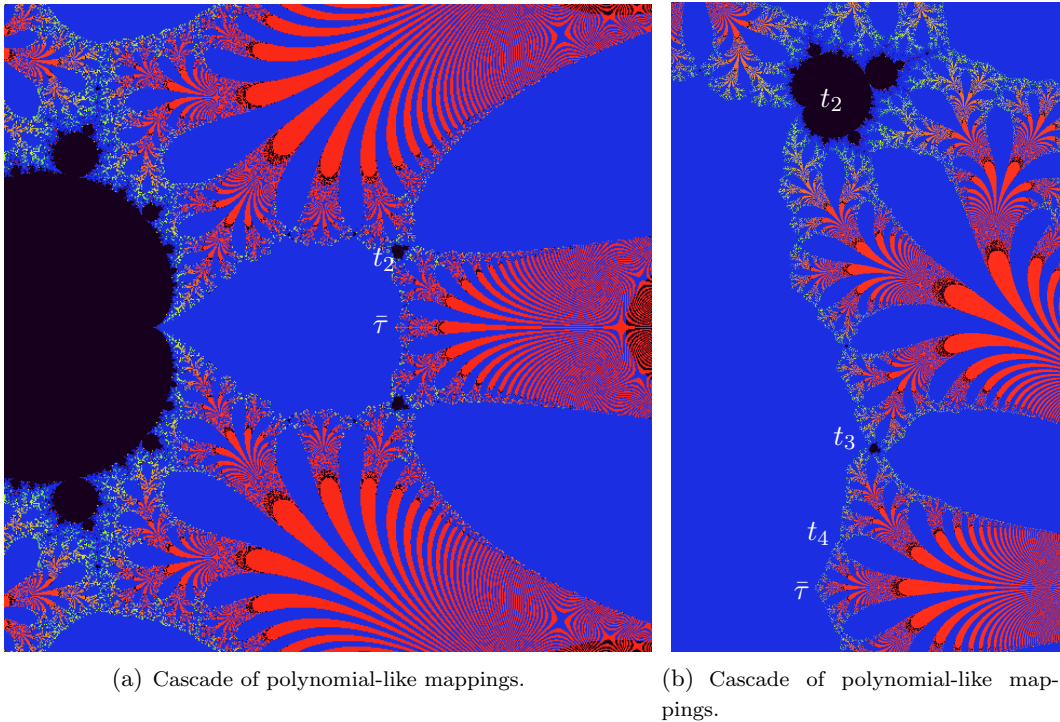 t₂
τ̄
t₂
t₃
t₄
τ̄
(a) Cascade of polynomial-like mappings.
(b) Cascade of polynomial-like map-
pings.